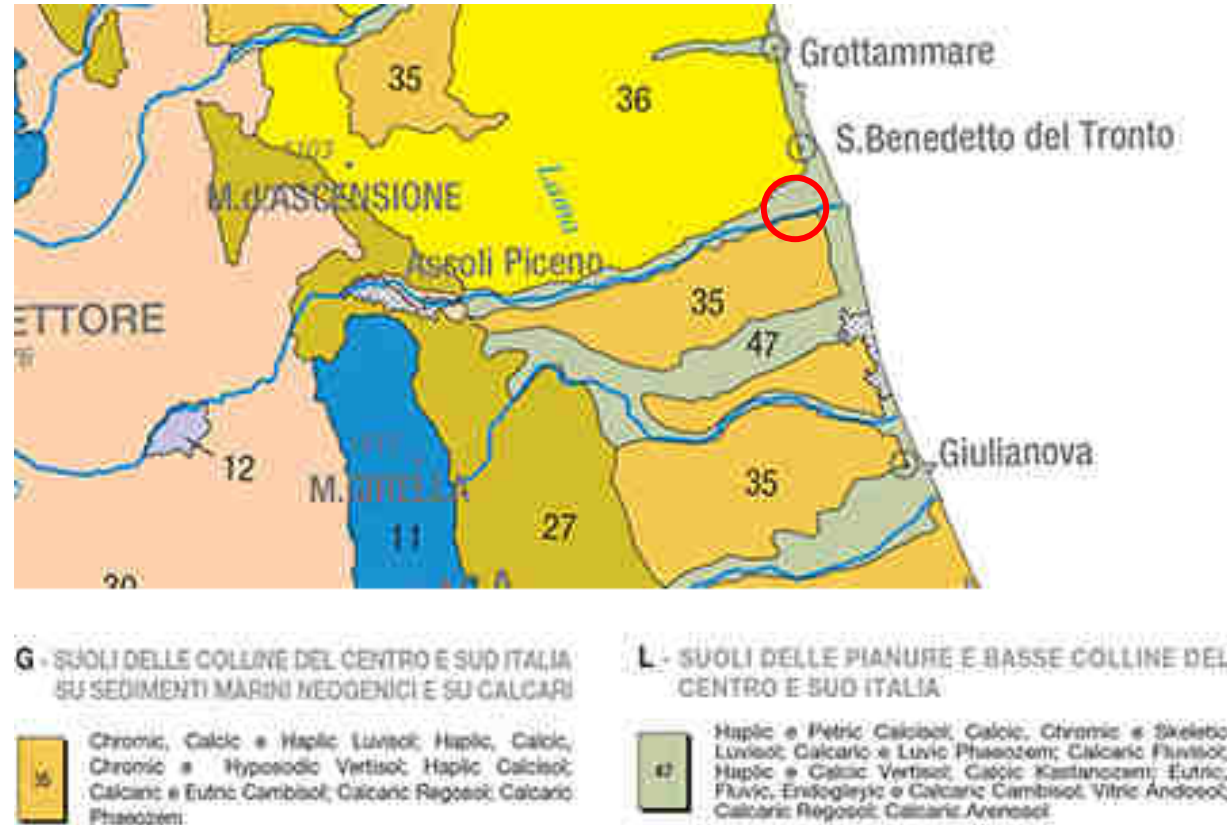 Grottammare
35
36
S.Benedetto del Tronto
M.d'ASCENSIONE
Lama
Ascoli Piceno
ETTORE
35
47
12
Giulianova
M.
35
11
27
20
G - SUOLI DELLE COLLINE DEL CENTRO E SUD ITALIA
SU SEDIMENTI MARINI NEOGENICI E SU CALCARI
35
Chromic, Calcic e Haplic Luvisol; Haplic, Calcic,
Chromic e Hyposodic Vertisol; Haplic Calcisol;
Calcaric e Eutric Cambisol; Calcaric Regosol; Calcaric
Phaeozem
L - SUOLI DELLE PIANURE E BASSE COLLINE DEL
CENTRO E SUD ITALIA
47
Haplic e Petric Calcisol; Calcic, Chromic e Skeletic
Luvisol; Calcaric e Luvic Phaeozem; Calcaric Fluvisol;
Haplic e Calcic Vertisol; Calcic Kastanozem; Eutric,
Fluvic, Endogleyic e Calcaric Cambisol; Vitric Andosol;
Calcaric Regosol; Calcaric Arenosol